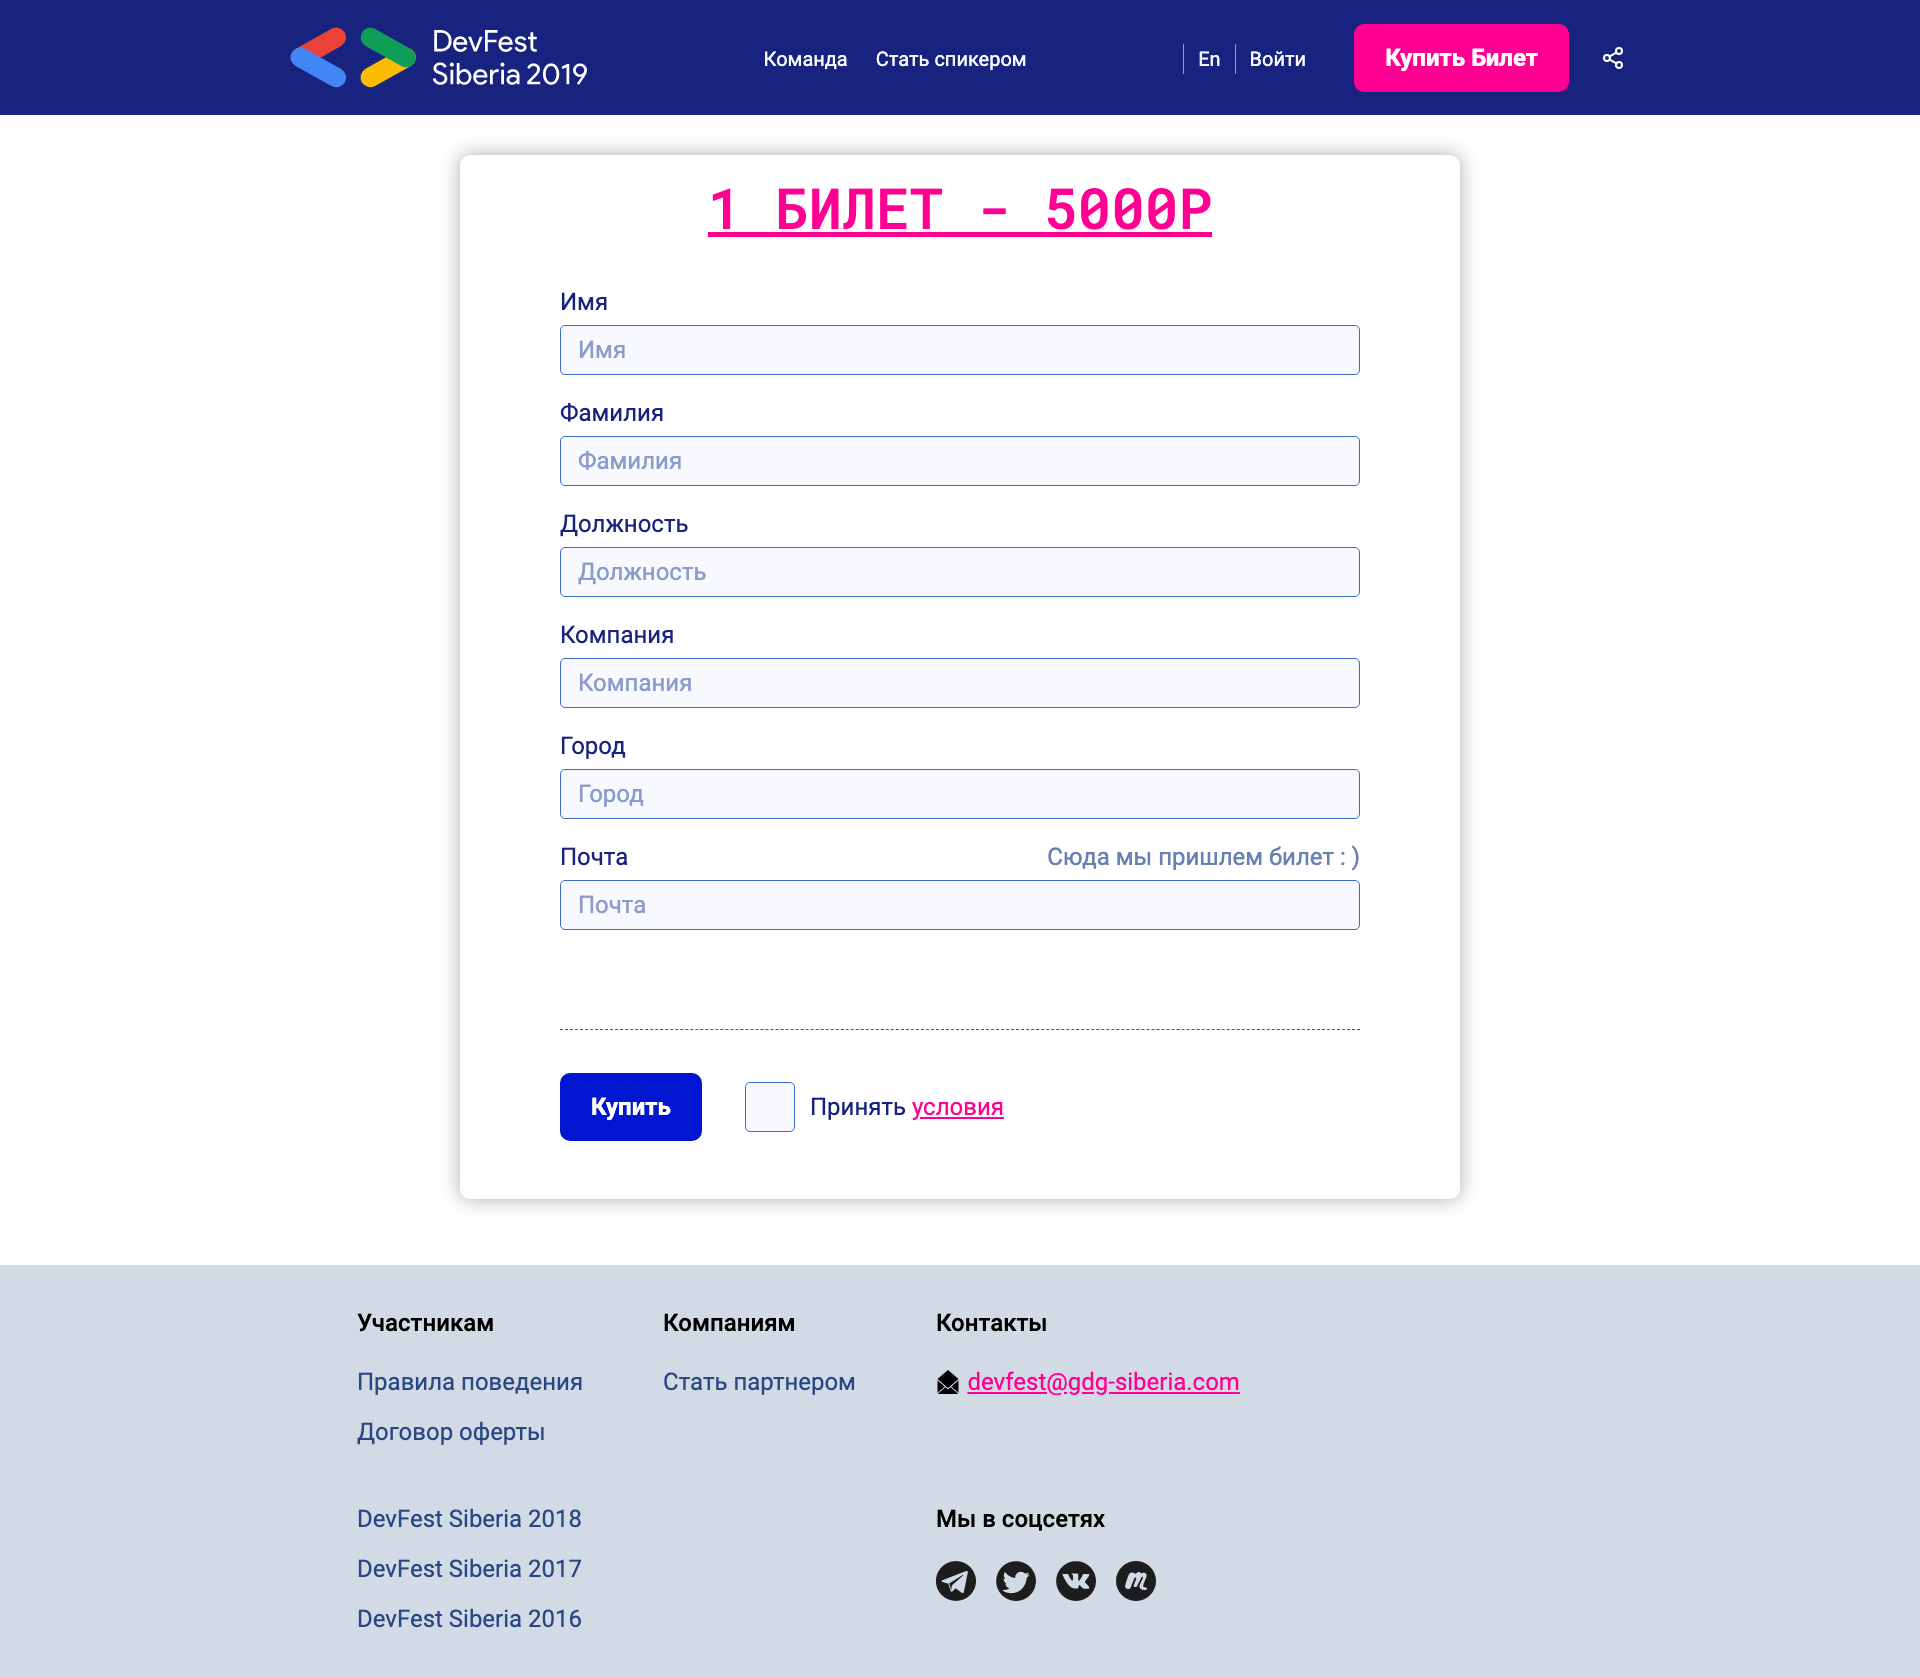 DevFest
Siberia 2019
Команда
Стать спикером
En
Войти
Купить Билет
1 БИЛЕТ - 5000Р
Имя
Имя
Фамилия
Фамилия
Должность
Должность
Компания
Компания
Город
Город
Почта
Сюда мы пришлем билет : )
Почта
Купить
Принять условия
Участникам
Правила поведения
Договор оферты
Компаниям
Стать партнером
Контакты
devfest@gdg-siberia.com
DevFest Siberia 2018
DevFest Siberia 2017
DevFest Siberia 2016
Мы в соцсетях